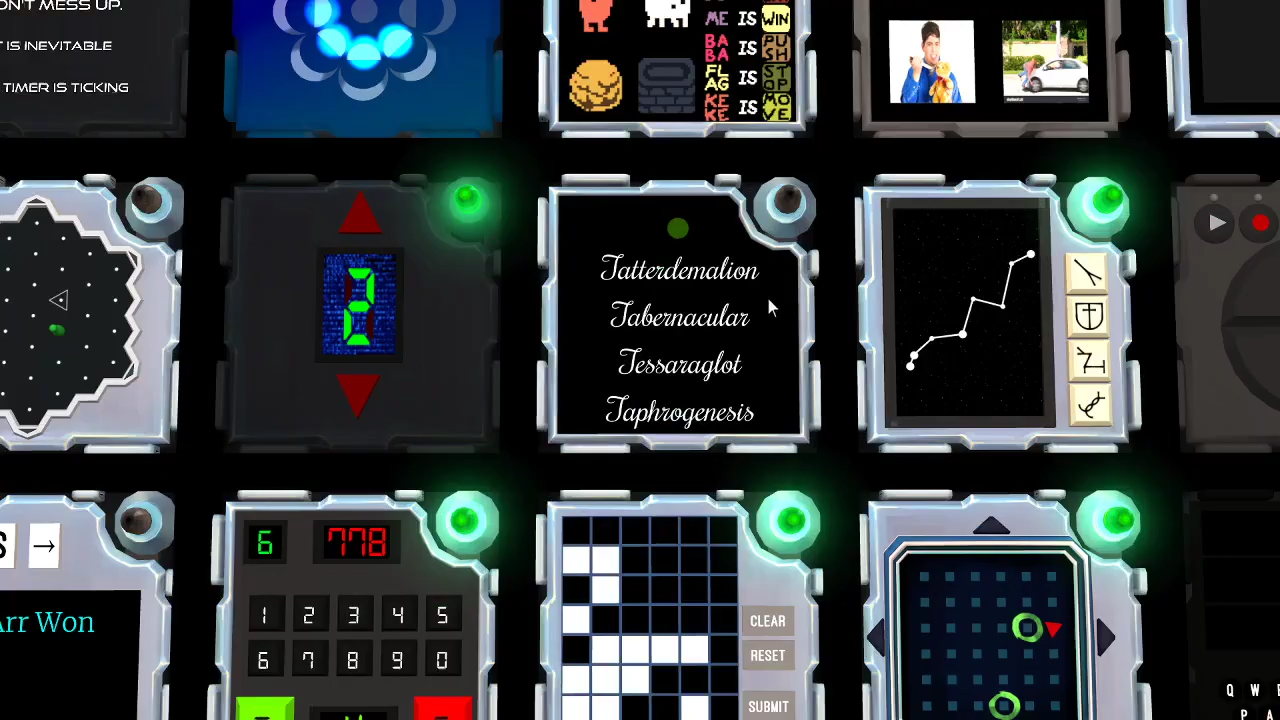 ON'T MESS UP.
T IS INEVITABLE
TIMER IS TICKING
ME IS WIN
BABA IS PUSH
FLAG IS STOP
KEKE IS MOVE
2
Tatterdemalion
Tabernacular
Tessaraglot
Taphrogenesis
S →
Arr Won
6 778
1 2 3 4 5
6 7 8 9 0
CLEAR
RESET
SUBMIT
Q W E
P A